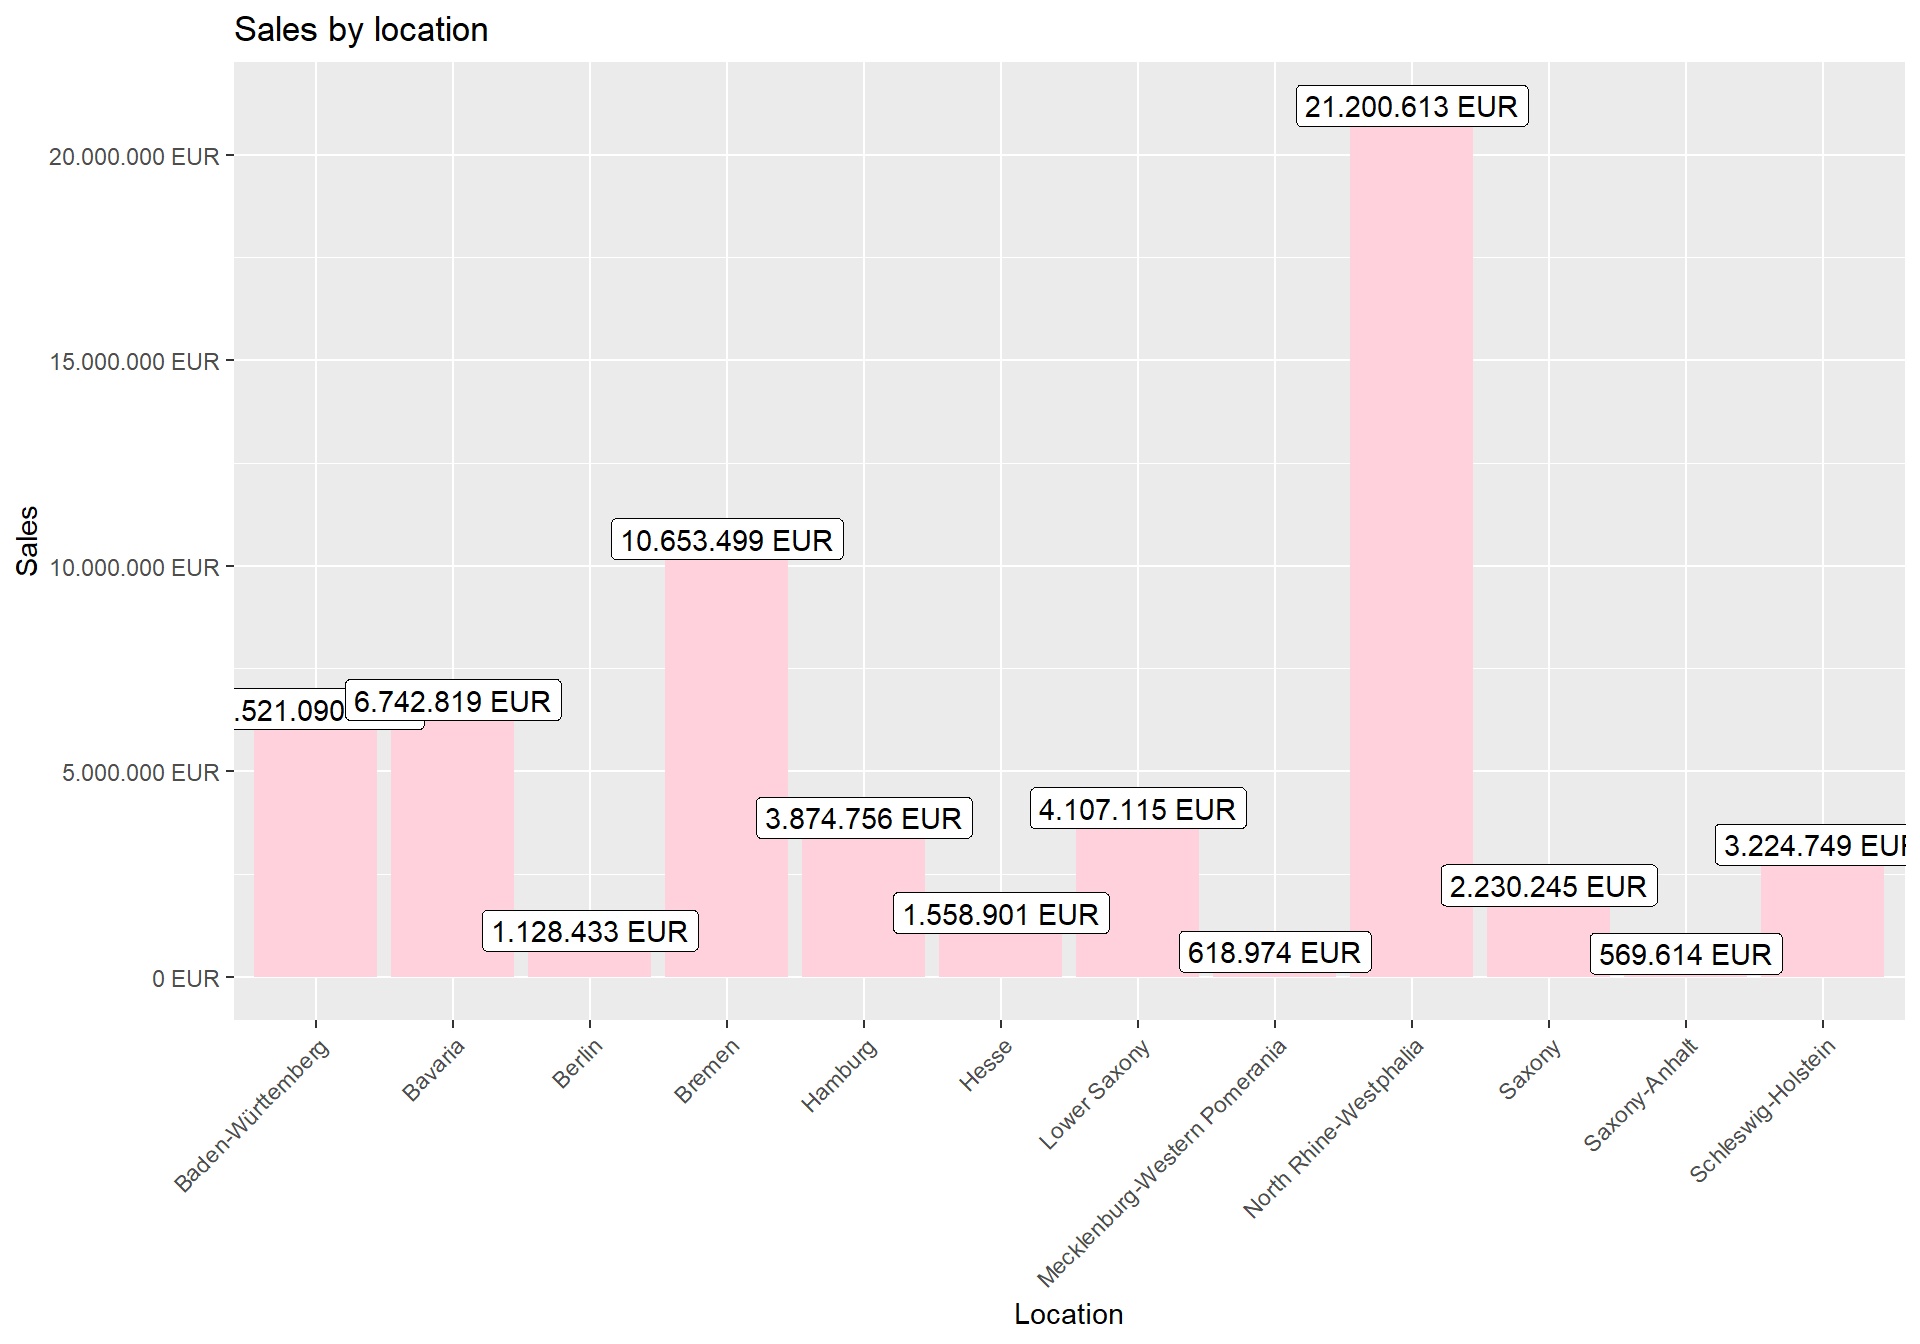 Sales by location
21.200.613 EUR
20.000.000 EUR
15.000.000 EUR
10.653.499 EUR
10.000.000 EUR
Sales
.521.090
6.742.819 EUR
5.000.000 EUR
3.874.756 EUR
4.107.115 EUR
3.224.749 EU
2.230.245 EUR
1.558.901 EUR
1.128.433 EUR
618.974 EUR
569.614 EUR
0 EUR
Baden-Württemberg
Bavaria
Berlin
Bremen
Hamburg
Hesse
Lower Saxony
Mecklenburg-Western Pomerania
North Rhine-Westphalia
Saxony
Saxony-Anhalt
Schleswig-Holstein
Location